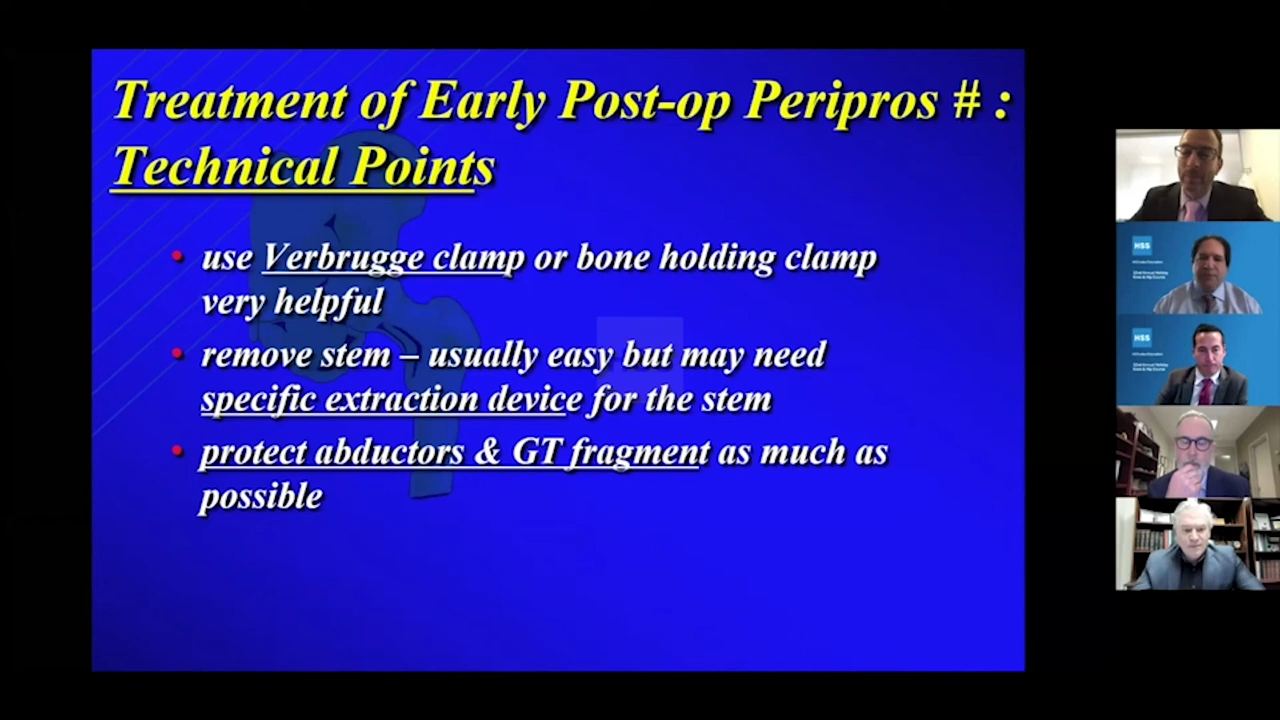 Treatment of Early Post-op Peripros # :
Technical Points
• use Verbrugge clamp or bone holding clamp
very helpful
• remove stem – usually easy but may need
specific extraction device for the stem
• protect abductors & GT fragment as much as
possible
HSS
HSS